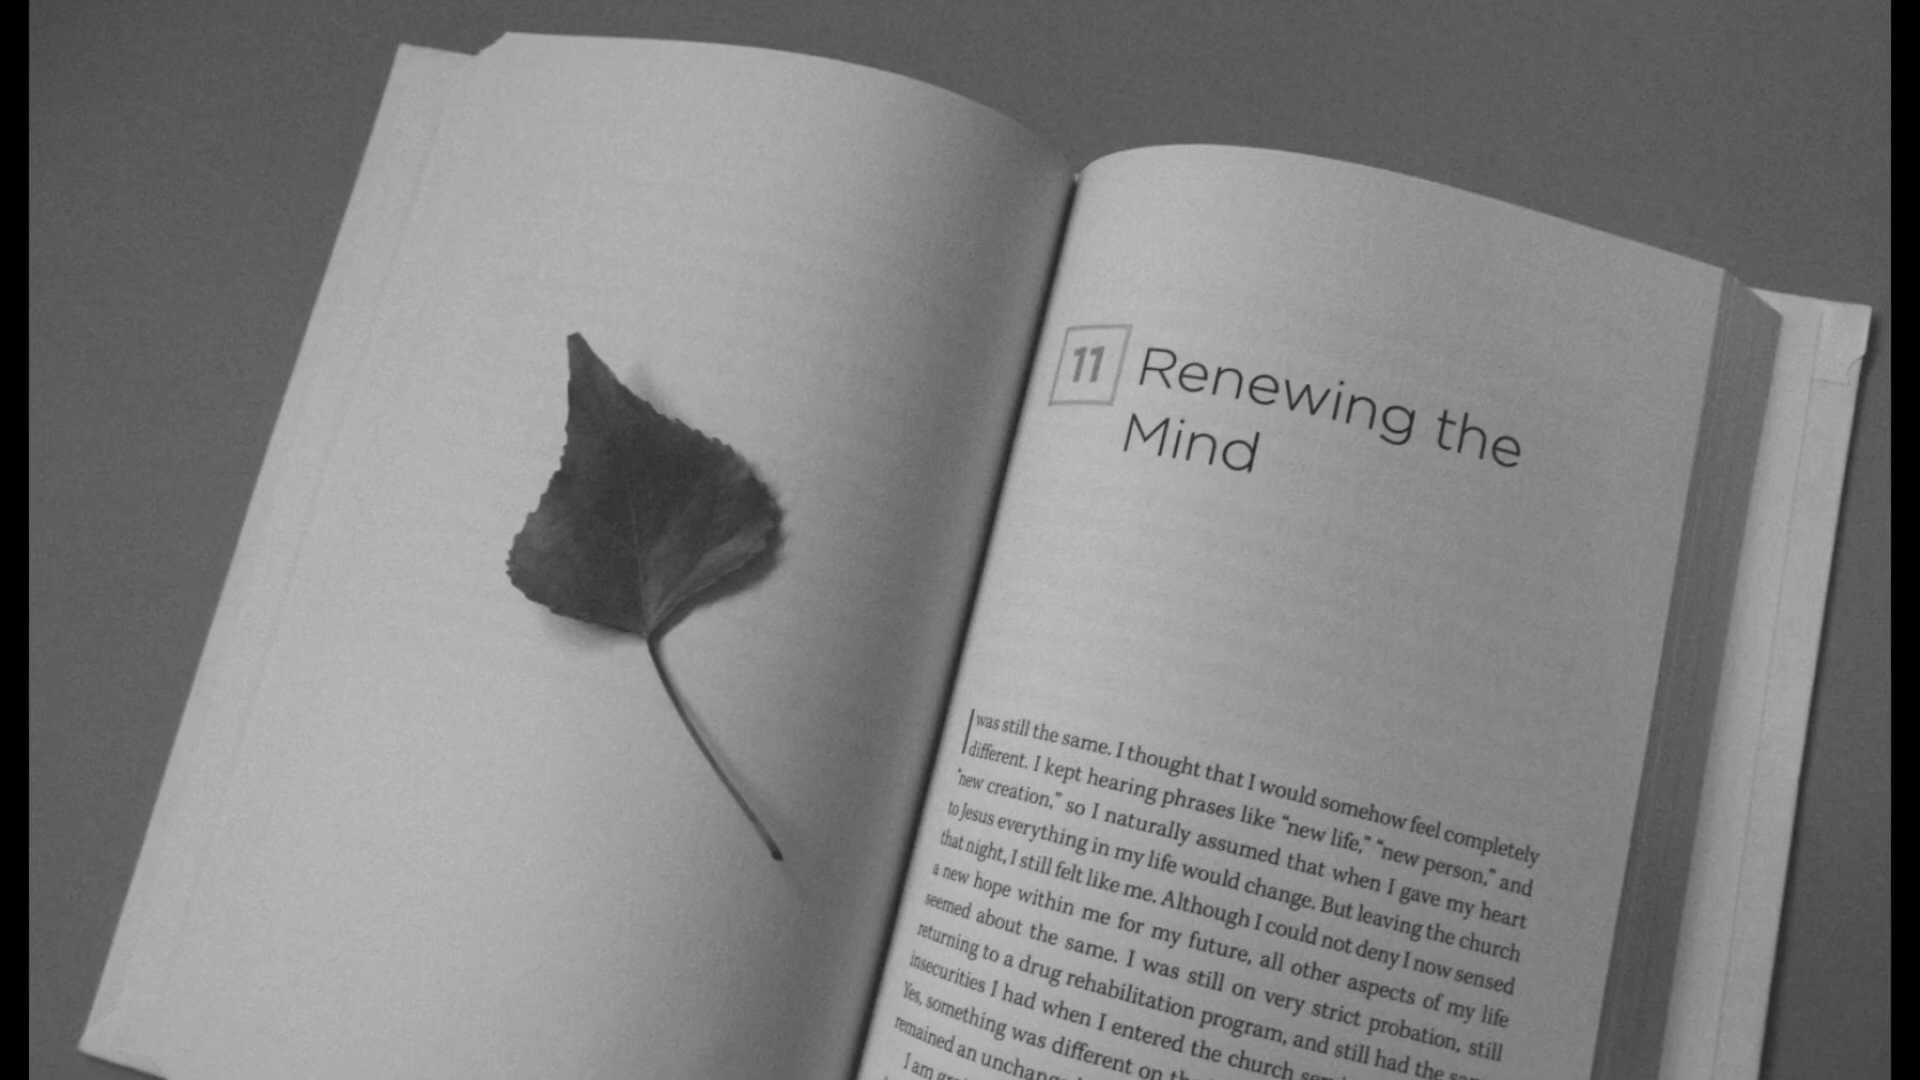 11 Renewing the
Mind
I was still the same. I thought that I would somehow feel completely
different. I kept hearing phrases like “new life,” “new person,” and
“new creation,” so I naturally assumed that when I gave my heart
to Jesus everything in my life would change. But leaving the church
that night, I still felt like me. Although I could not deny I now sensed
a new hope within me for my future, all other aspects of my life
seemed about the same. I was still on very strict probation, still
returning to a drug rehabilitation program, and still had the
insecurities I had when I entered the church
Yes, something was different on
remained an
I am